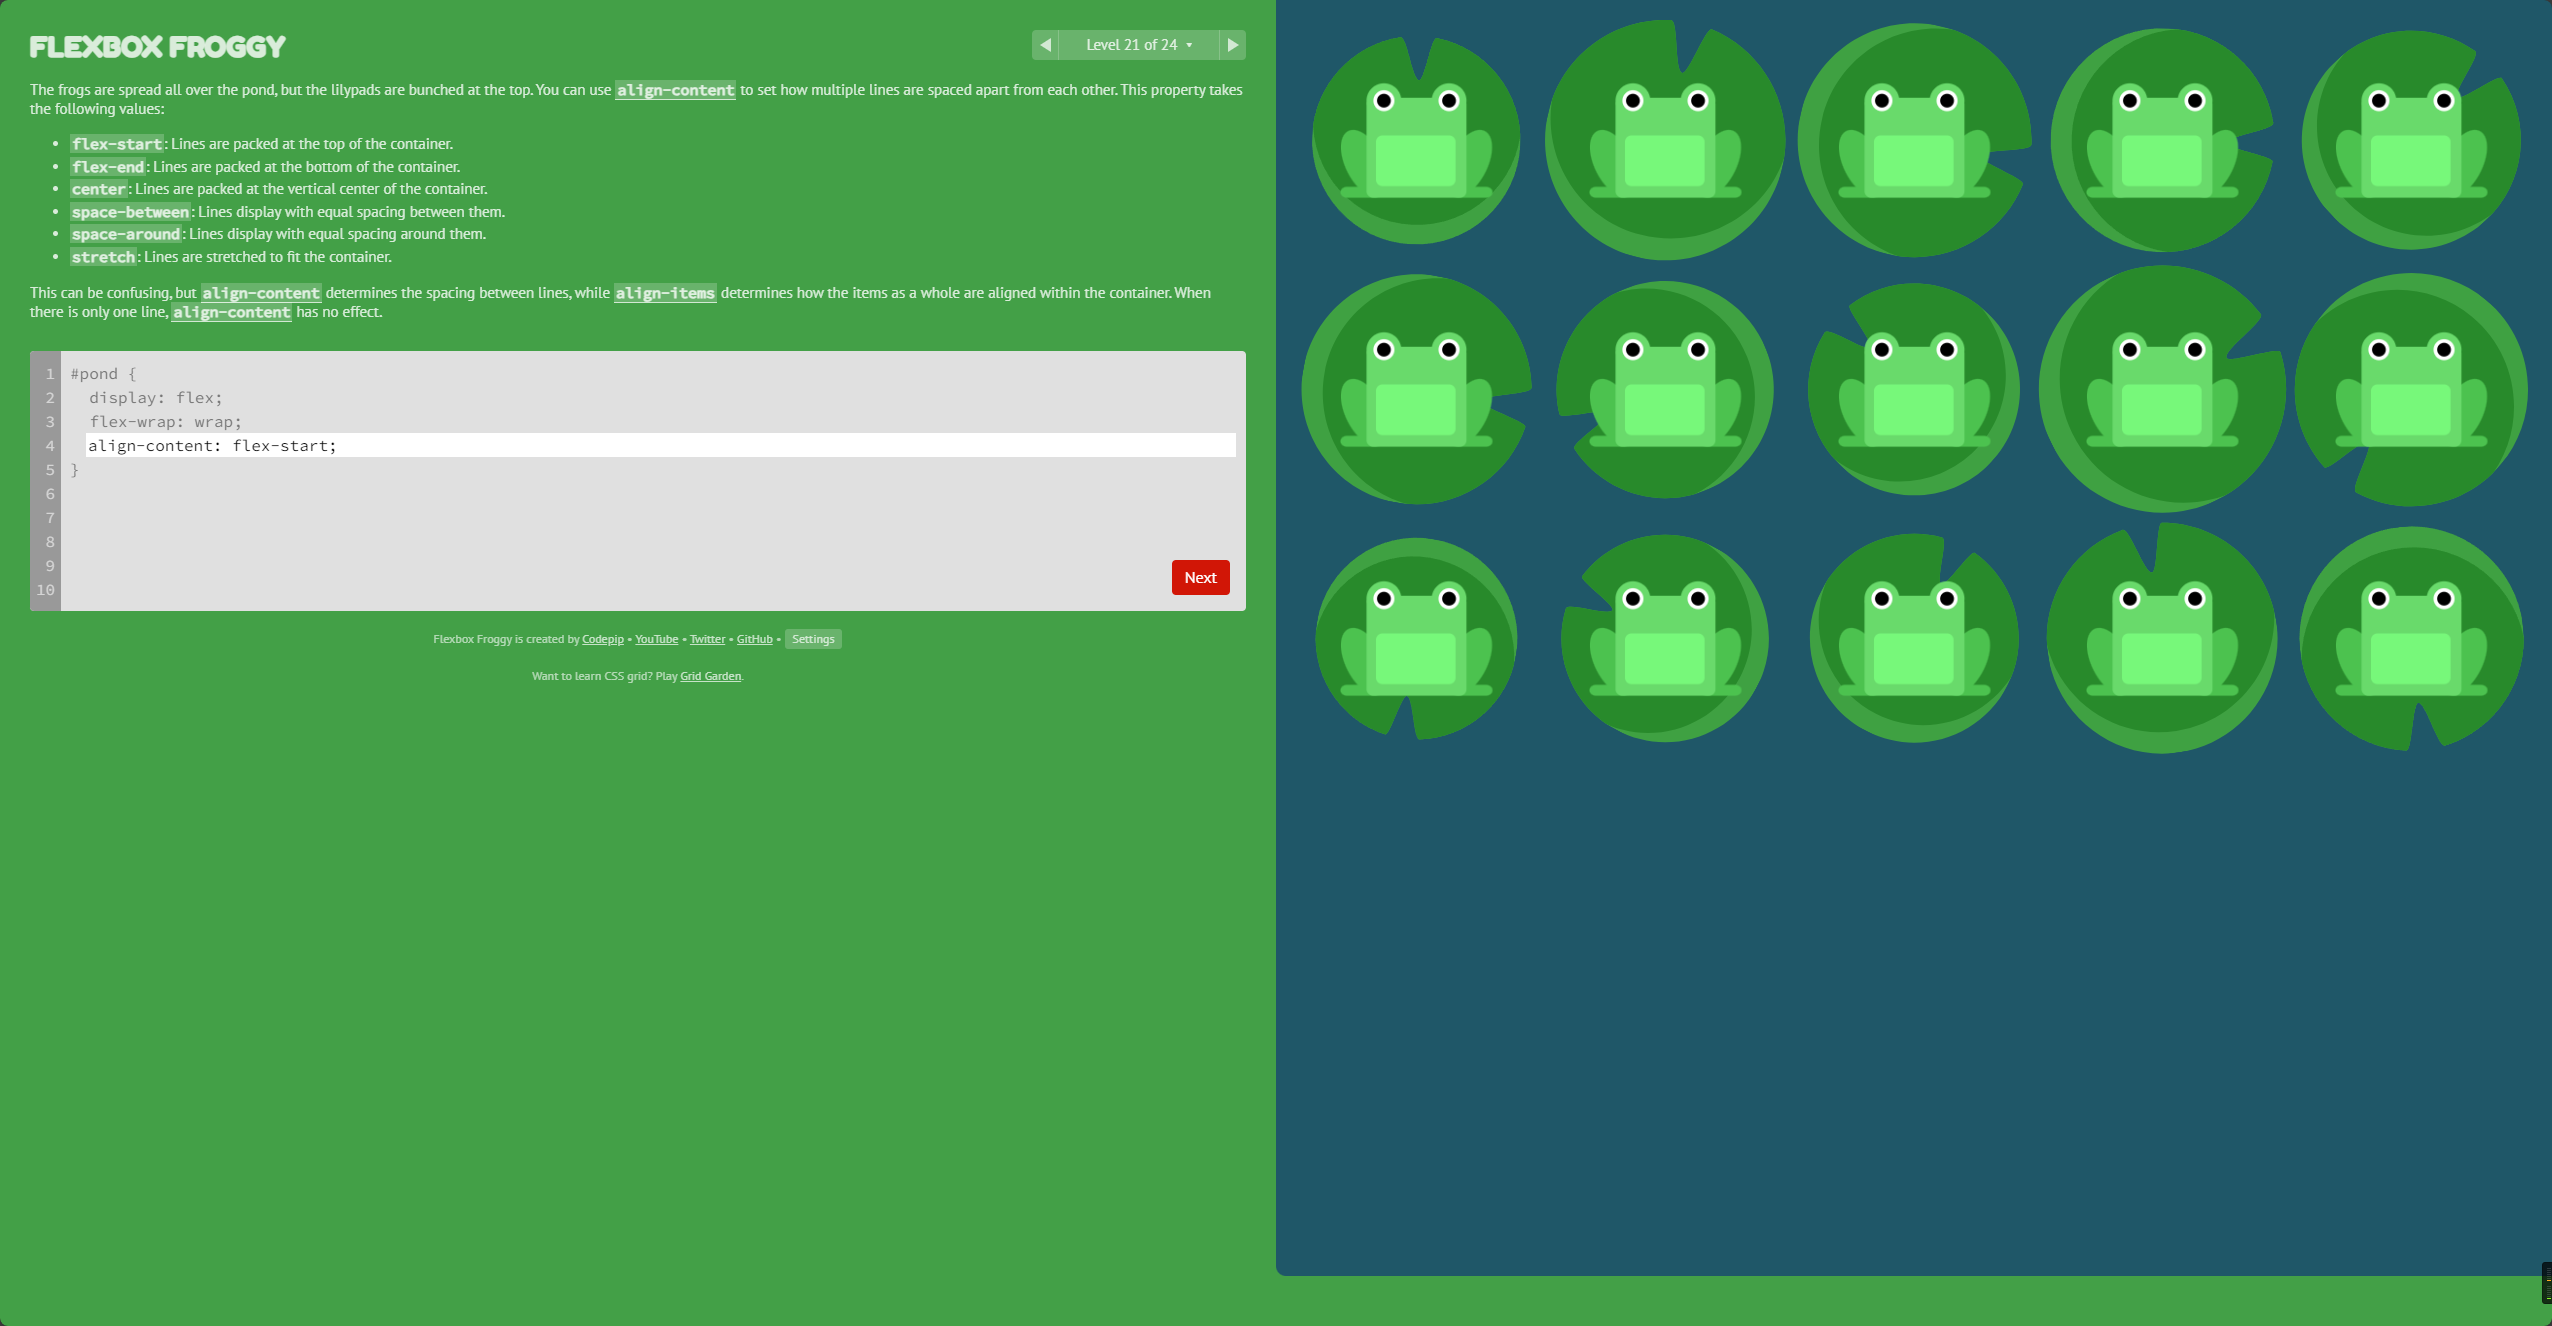 FLEXBOX FROGGY
Level 21 of 24
The frogs are spread all over the pond, but the lilypads are bunched at the top. You can use align-content to set how multiple lines are spaced apart from each other. This property takes
the following values:
• flex-start: Lines are packed at the top of the container.
• flex-end: Lines are packed at the bottom of the container.
• center: Lines are packed at the vertical center of the container.
• space-between: Lines display with equal spacing between them.
• space-around: Lines display with equal spacing around them.
• stretch: Lines are stretched to fit the container.
This can be confusing, but align-content determines the spacing between lines, while align-items determines how the items as a whole are aligned within the container. When
there is only one line, align-content has no effect.
1 #pond {
2 display: flex;
3 flex-wrap: wrap;
4 align-content: flex-start;
5 }
6
7
8
9
10
Next
Flexbox Froggy is created by Codepip • YouTube • Twitter • GitHub • Settings
Want to learn CSS grid? Play Grid Garden.